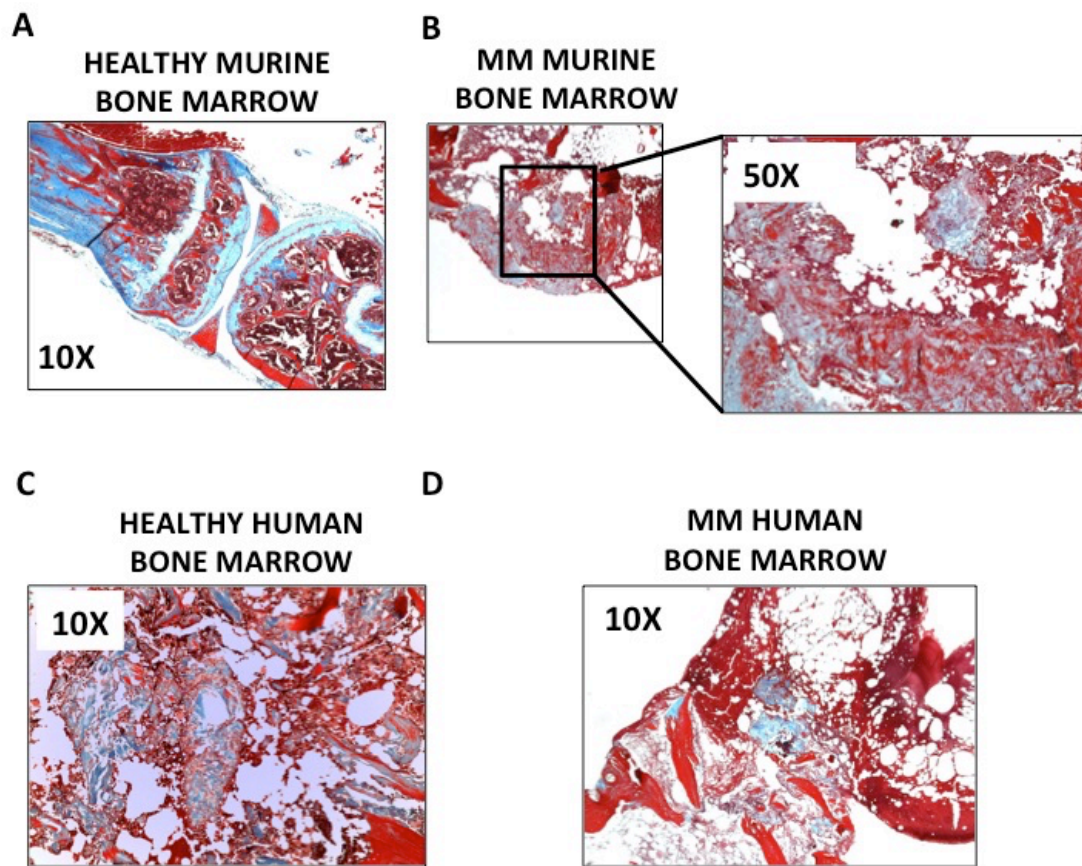 A
HEALTHY MURINE
BONE MARROW
10X
B
MM MURINE
BONE MARROW
50X
C
HEALTHY HUMAN
BONE MARROW
10X
D
MM HUMAN
BONE MARROW
10X